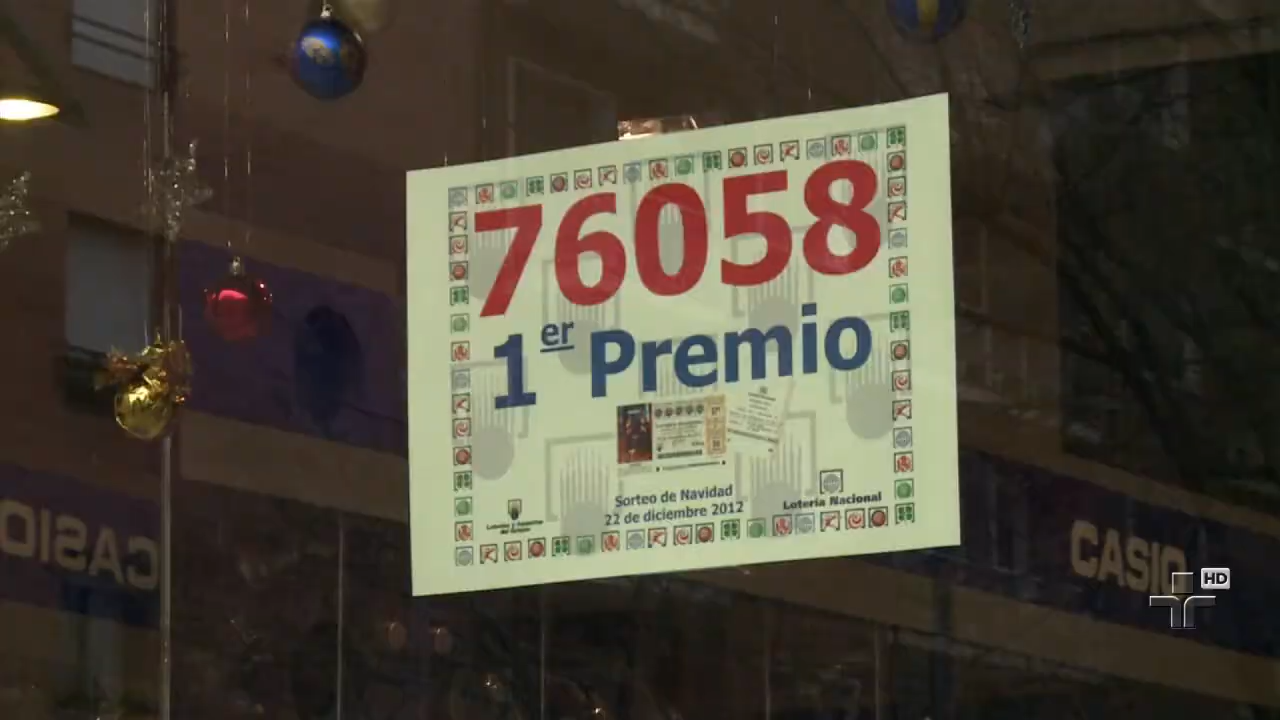 76058
1er Premio
Sorteo de Navidad
22 de diciembre 2012
Lotería Nacional
CASIO
CASIO
HD